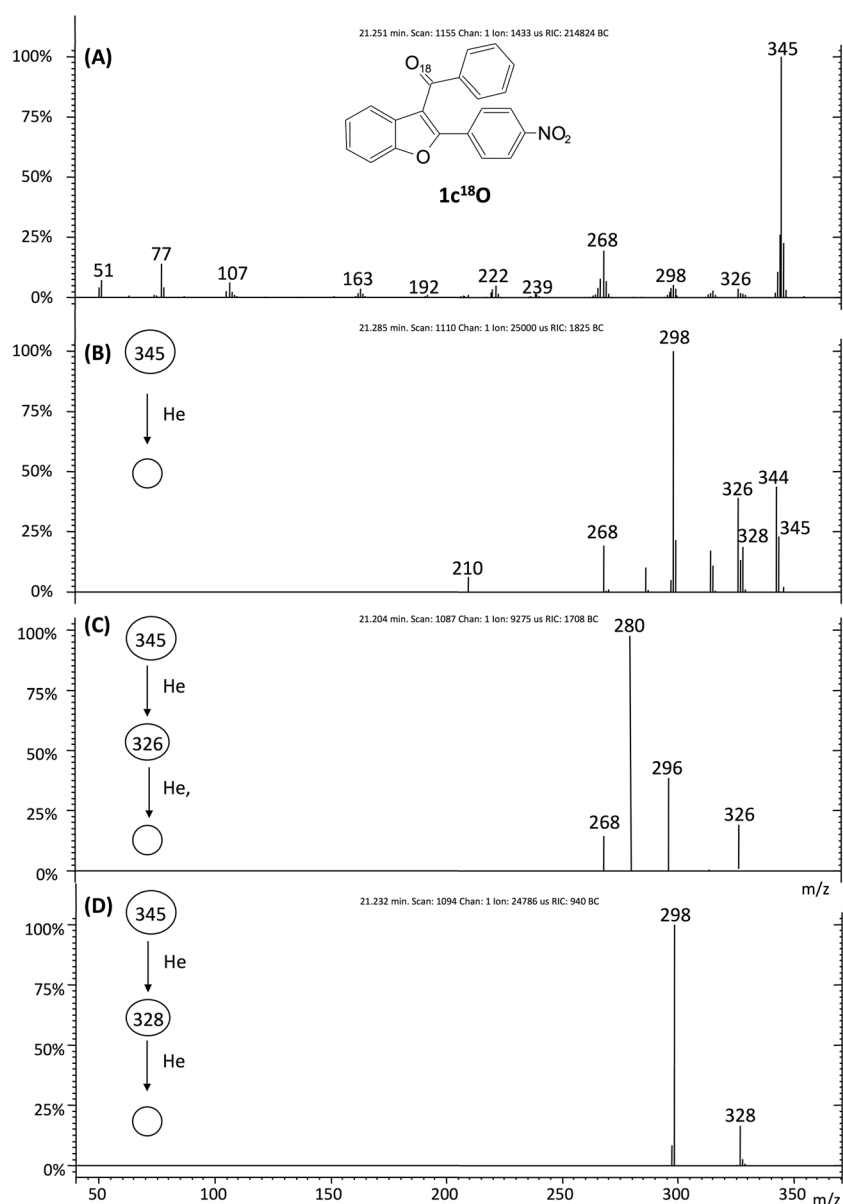 21.251 min. Scan: 1155 Chan: 1 Ion: 1433 us RIC: 214824 BC
(A)
100%
75%
50%
25%
0%
O18
O
NO2
1c18O
51
77
107
163
192
222
239
268
298
326
345
21.285 min. Scan: 1110 Chan: 1 Ion: 25000 us RIC: 1825 BC
(B)
345
He
100%
75%
50%
25%
0%
210
268
298
326
328
344
345
21.204 min. Scan: 1087 Chan: 1 Ion: 9275 us RIC: 1708 BC
(C)
345
He
326
He,
100%
75%
50%
25%
0%
268
280
296
326
m/z
21.232 min. Scan: 1094 Chan: 1 Ion: 24786 us RIC: 940 BC
(D)
345
He
328
He
100%
75%
50%
25%
0%
298
328
50 100 150 200 250 300 350 m/z